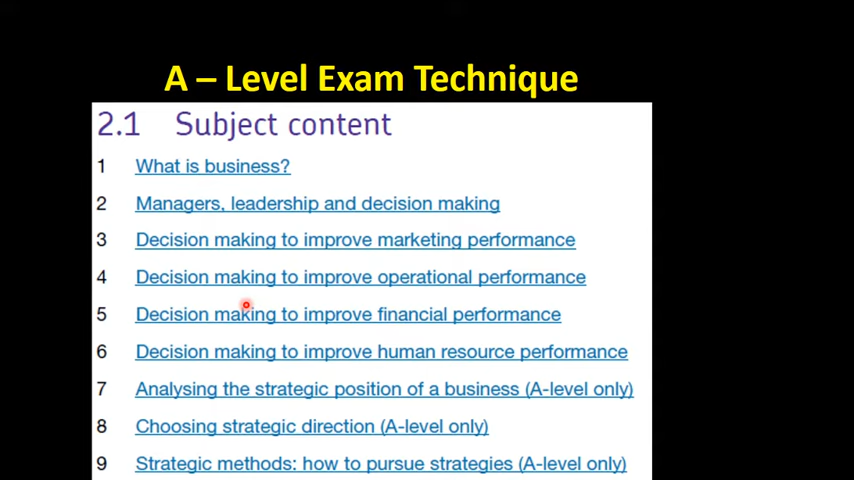 A – Level Exam Technique
2.1 Subject content
1 What is business?
2 Managers, leadership and decision making
3 Decision making to improve marketing performance
4 Decision making to improve operational performance
5 Decision making to improve financial performance
6 Decision making to improve human resource performance
7 Analysing the strategic position of a business (A-level only)
8 Choosing strategic direction (A-level only)
9 Strategic methods: how to pursue strategies (A-level only)